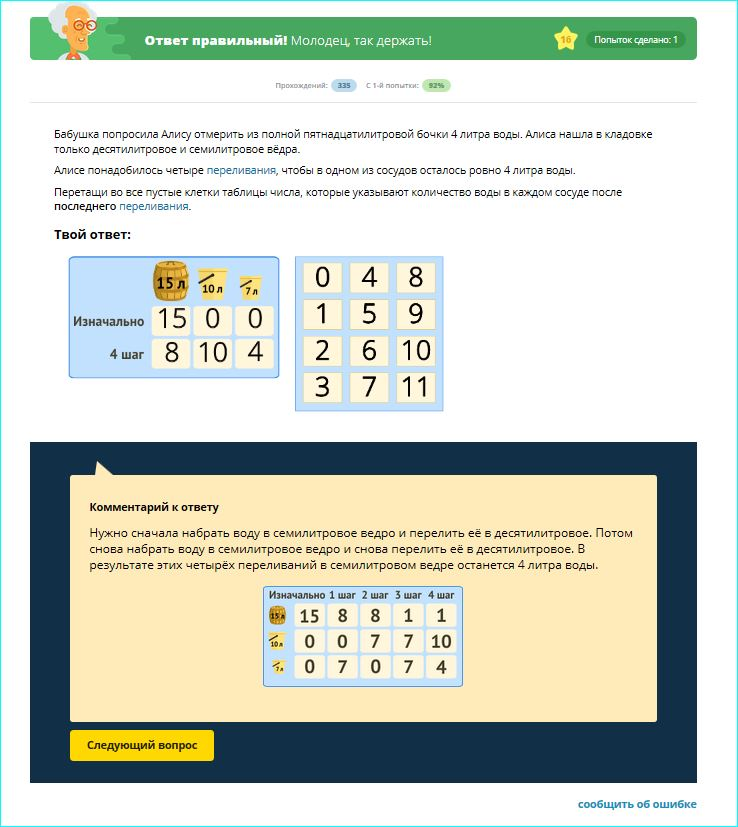 Ответ правильный! Молодец, так держать!
16
Попыток сделано: 1
Прохождений: 335 С 1-й попытки: 92%
Бабушка попросила Алису отмерить из полной пятнадцатилитровой бочки 4 литра воды. Алиса нашла в кладовке
только десятилитровое и семилитровое вёдра.
Алисе понадобилось четыре переливания, чтобы в одном из сосудов осталось ровно 4 литра воды.
Перетащи во все пустые клетки таблицы числа, которые указывают количество воды в каждом сосуде после
последнего переливания.
Твой ответ:
15 л 10 л 7 л
Изначально 15 0 0
4 шаг 8 10 4
0 4 8
1 5 9
2 6 10
3 7 11
Комментарий к ответу
Нужно сначала набрать воду в семилитровое ведро и перелить её в десятилитровое. Потом
снова набрать воду в семилитровое ведро и снова перелить её в десятилитровое. В
результате этих четырёх переливаний в семилитровом ведре останется 4 литра воды.
Изначально 1 шаг 2 шаг 3 шаг 4 шаг
15 л 15 8 8 1 1
10 л 0 0 7 7 10
7 л 0 7 0 7 4
Следующий вопрос
сообщить об ошибке